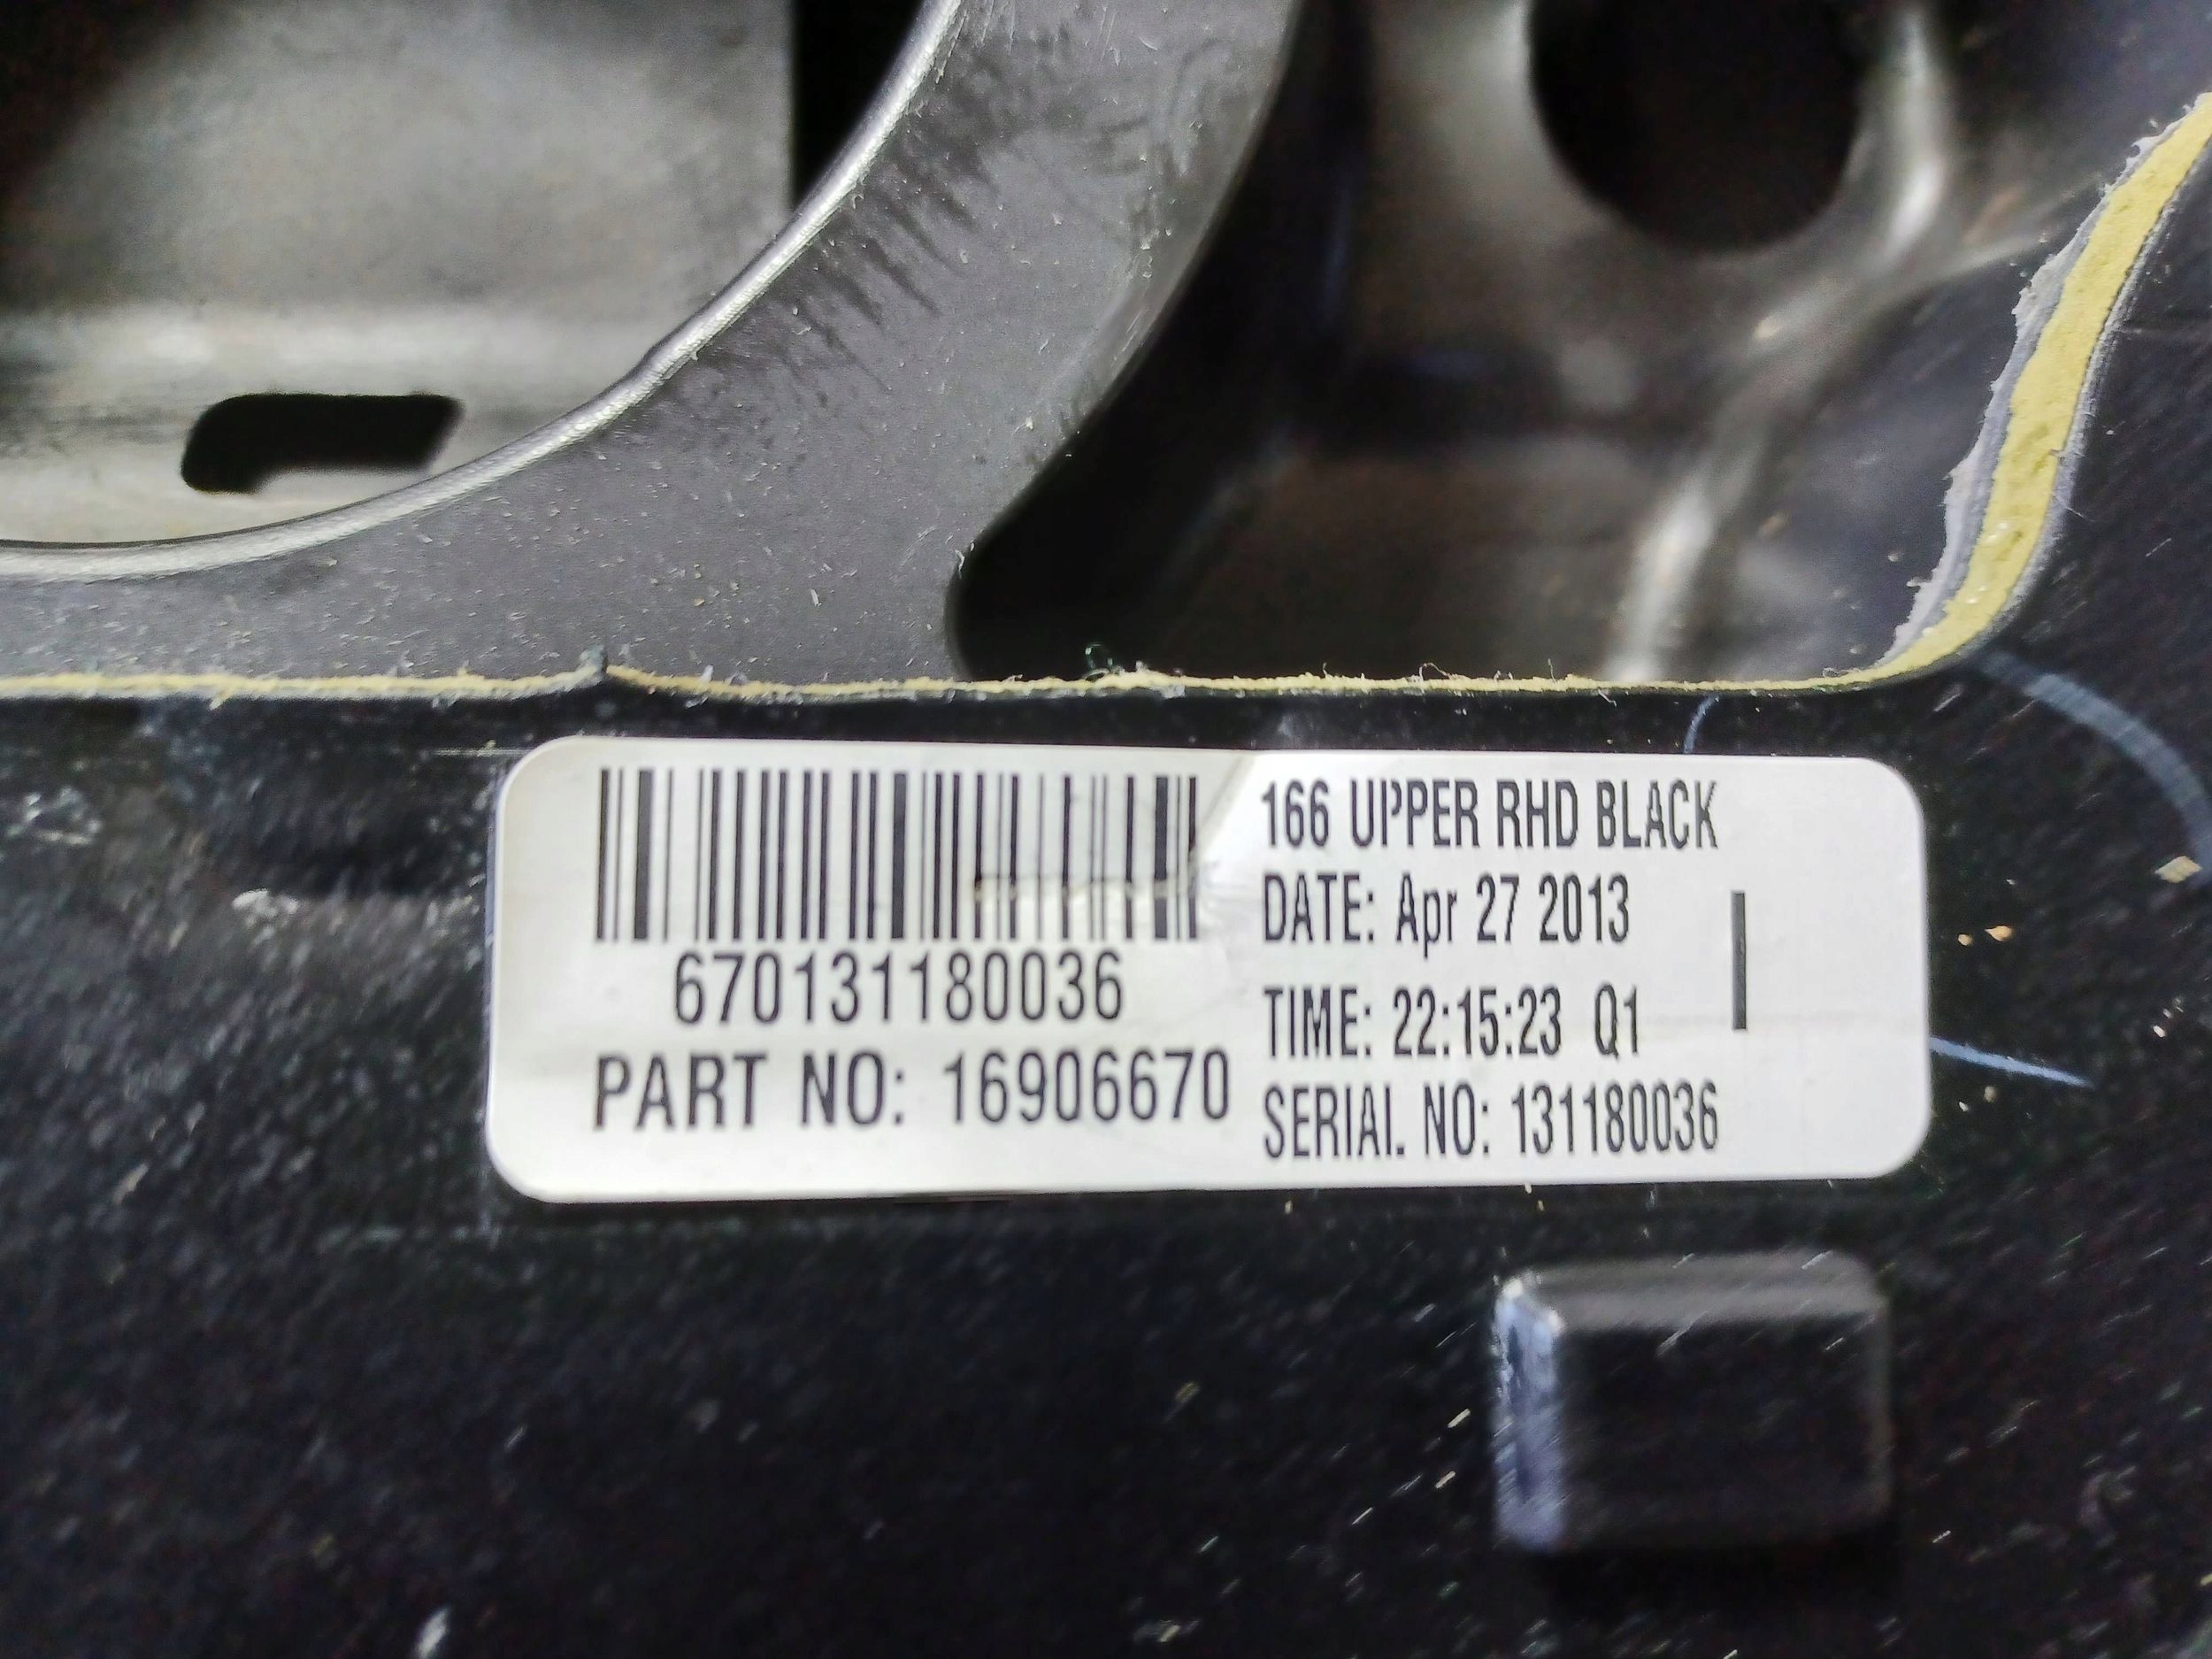 670131180036
PART NO: 16906670
166 UPPER RHD BLACK
DATE: Apr 27 2013
TIME: 22:15:23 Q1
SERIAL NO: 131180036